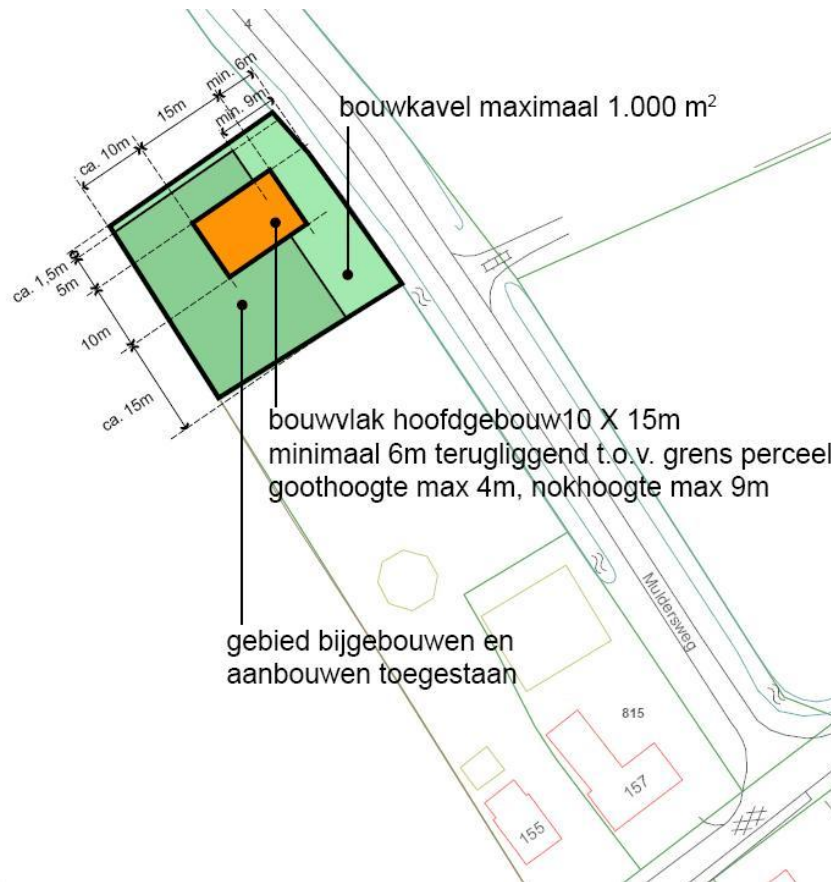 4
min. 6m
15m
min. 9m
ca. 10m
bouwkavel maximaal 1.000 m²
ca. 1,5m
5m
10m
ca. 15m
bouwvlak hoofdgebouw10 X 15m
minimaal 6m terugliggend t.o.v. grens perceel
goothoogte max 4m, nokhoogte max 9m
Muldersweg
gebied bijgebouwen en
aanbouwen toegestaan
815
157
155